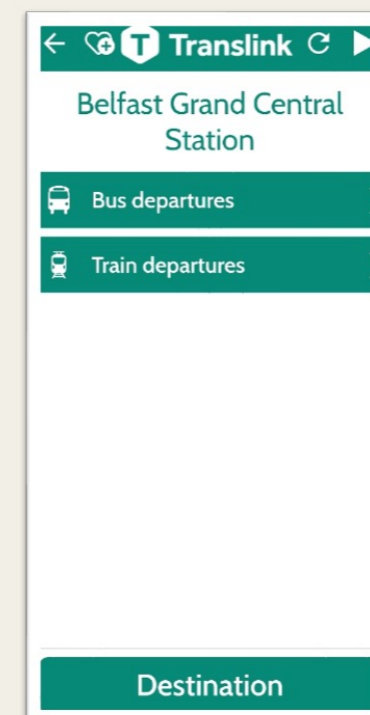 T Translink
Belfast Grand Central
Station
Bus departures
Train departures
Destination